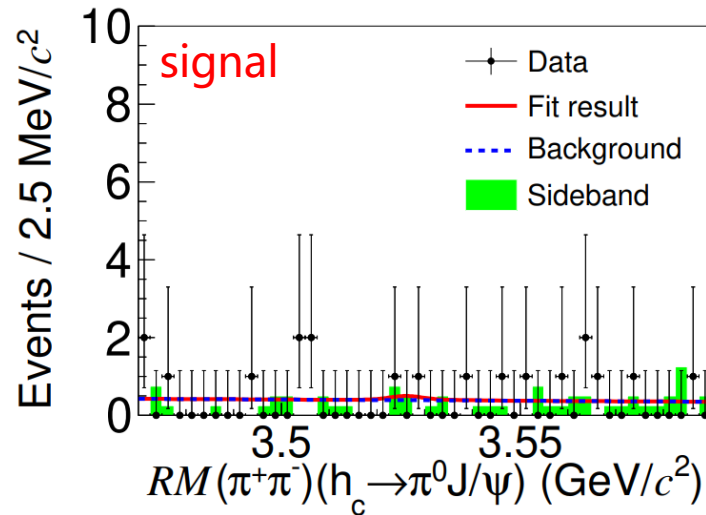 10
signal
8
6
4
2
0
Data
Fit result
Background
Sideband
3.5
3.55
Events / 2.5 MeV/c²
RM(π⁺π⁻)(h_c→π⁰J/ψ) (GeV/c²)